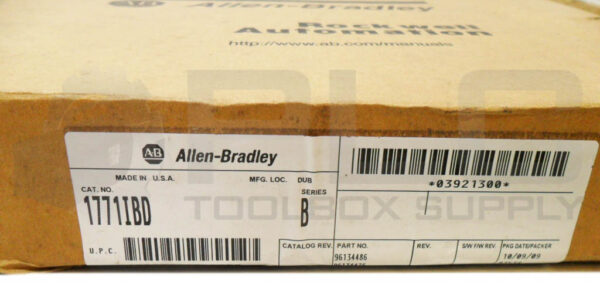 Allen-Bradley
Rockwell
Automation
http://www.ab.com/manuals
AB Allen-Bradley
MADE IN U.S.A. MFG. LOC. DUB
*03921300*
CAT. NO. SERIES
1771IBD B
TOOLBOX SUPPLY
U.P.C. CATALOG REV. PART NO. REV. S/W F/W REV. PKG DATE/PACKER
96134486 10/09/09